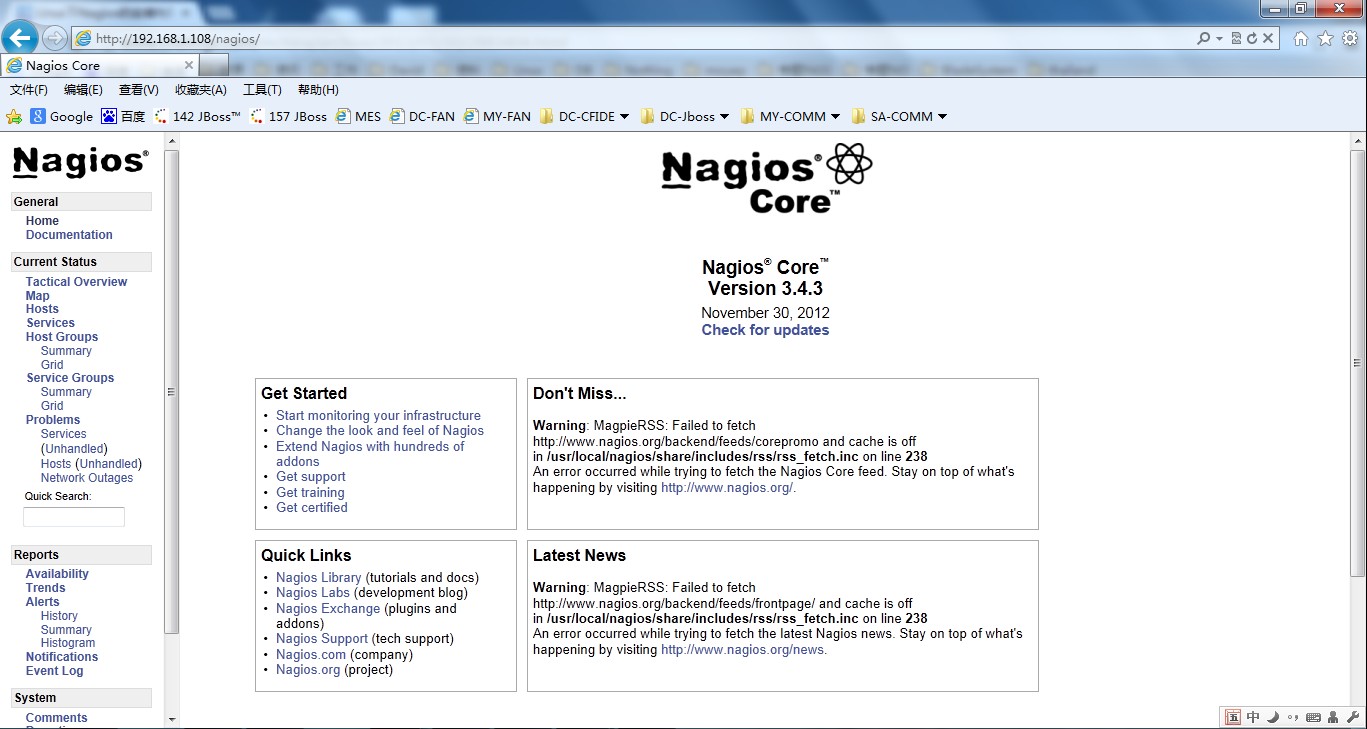 http://192.168.1.108/nagios/
Nagios Core
文件(F) 编辑(E) 查看(V) 收藏夹(A) 工具(T) 帮助(H)
Google 百度 142 JBoss™ 157 JBoss MES DC-FAN MY-FAN DC-CFIDE DC-Jboss MY-COMM SA-COMM
Nagios®
General
Home
Documentation
Current Status
Tactical Overview
Map
Hosts
Services
Host Groups
Summary
Grid
Service Groups
Summary
Grid
Problems
Services
(Unhandled)
Hosts (Unhandled)
Network Outages
Quick Search:
Reports
Availability
Trends
Alerts
History
Summary
Histogram
Notifications
Event Log
System
Comments
Nagios®
Core™
Nagios® Core™
Version 3.4.3
November 30, 2012
Check for updates
Get Started
• Start monitoring your infrastructure
• Change the look and feel of Nagios
• Extend Nagios with hundreds of
addons
• Get support
• Get training
• Get certified
Don't Miss...
Warning: MagpieRSS: Failed to fetch
http://www.nagios.org/backend/feeds/corepromo and cache is off
in /usr/local/nagios/share/includes/rss/rss_fetch.inc on line 238
An error occurred while trying to fetch the Nagios Core feed. Stay on top of what's
happening by visiting http://www.nagios.org/.
Quick Links
• Nagios Library (tutorials and docs)
• Nagios Labs (development blog)
• Nagios Exchange (plugins and
addons)
• Nagios Support (tech support)
• Nagios.com (company)
• Nagios.org (project)
Latest News
Warning: MagpieRSS: Failed to fetch
http://www.nagios.org/backend/feeds/frontpage/ and cache is off
in /usr/local/nagios/share/includes/rss/rss_fetch.inc on line 238
An error occurred while trying to fetch the latest Nagios news. Stay on top of what's
happening by visiting http://www.nagios.org/news.
五 中